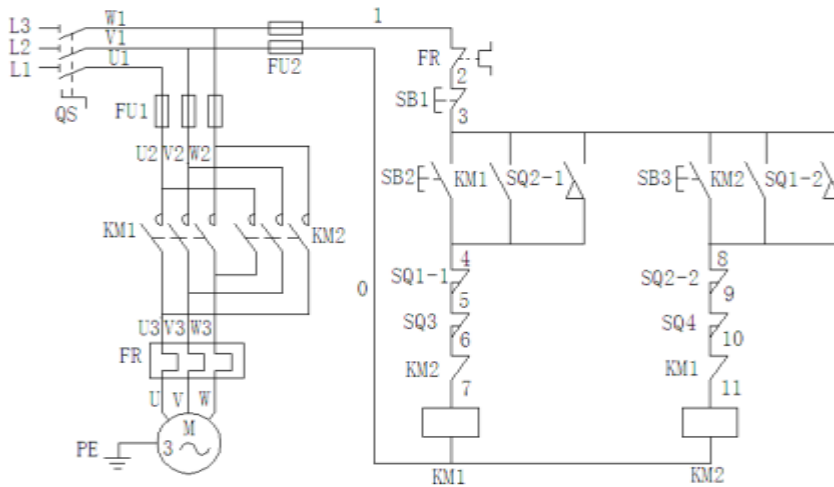 L3 W1 1
L2 V1
L1 U1
FU2
FR
2
QS
FU1
SB1
3
U2 V2 W2
SB2 KM1 SQ2-1 SB3 KM2 SQ1-2
KM1 KM2
0
4 8
SQ1-1 SQ2-2
5 9
U3 V3 W3
SQ3 SQ4
6 10
FR
KM2 KM1
7 11
U V W
M
3
PE
KM1 KM2